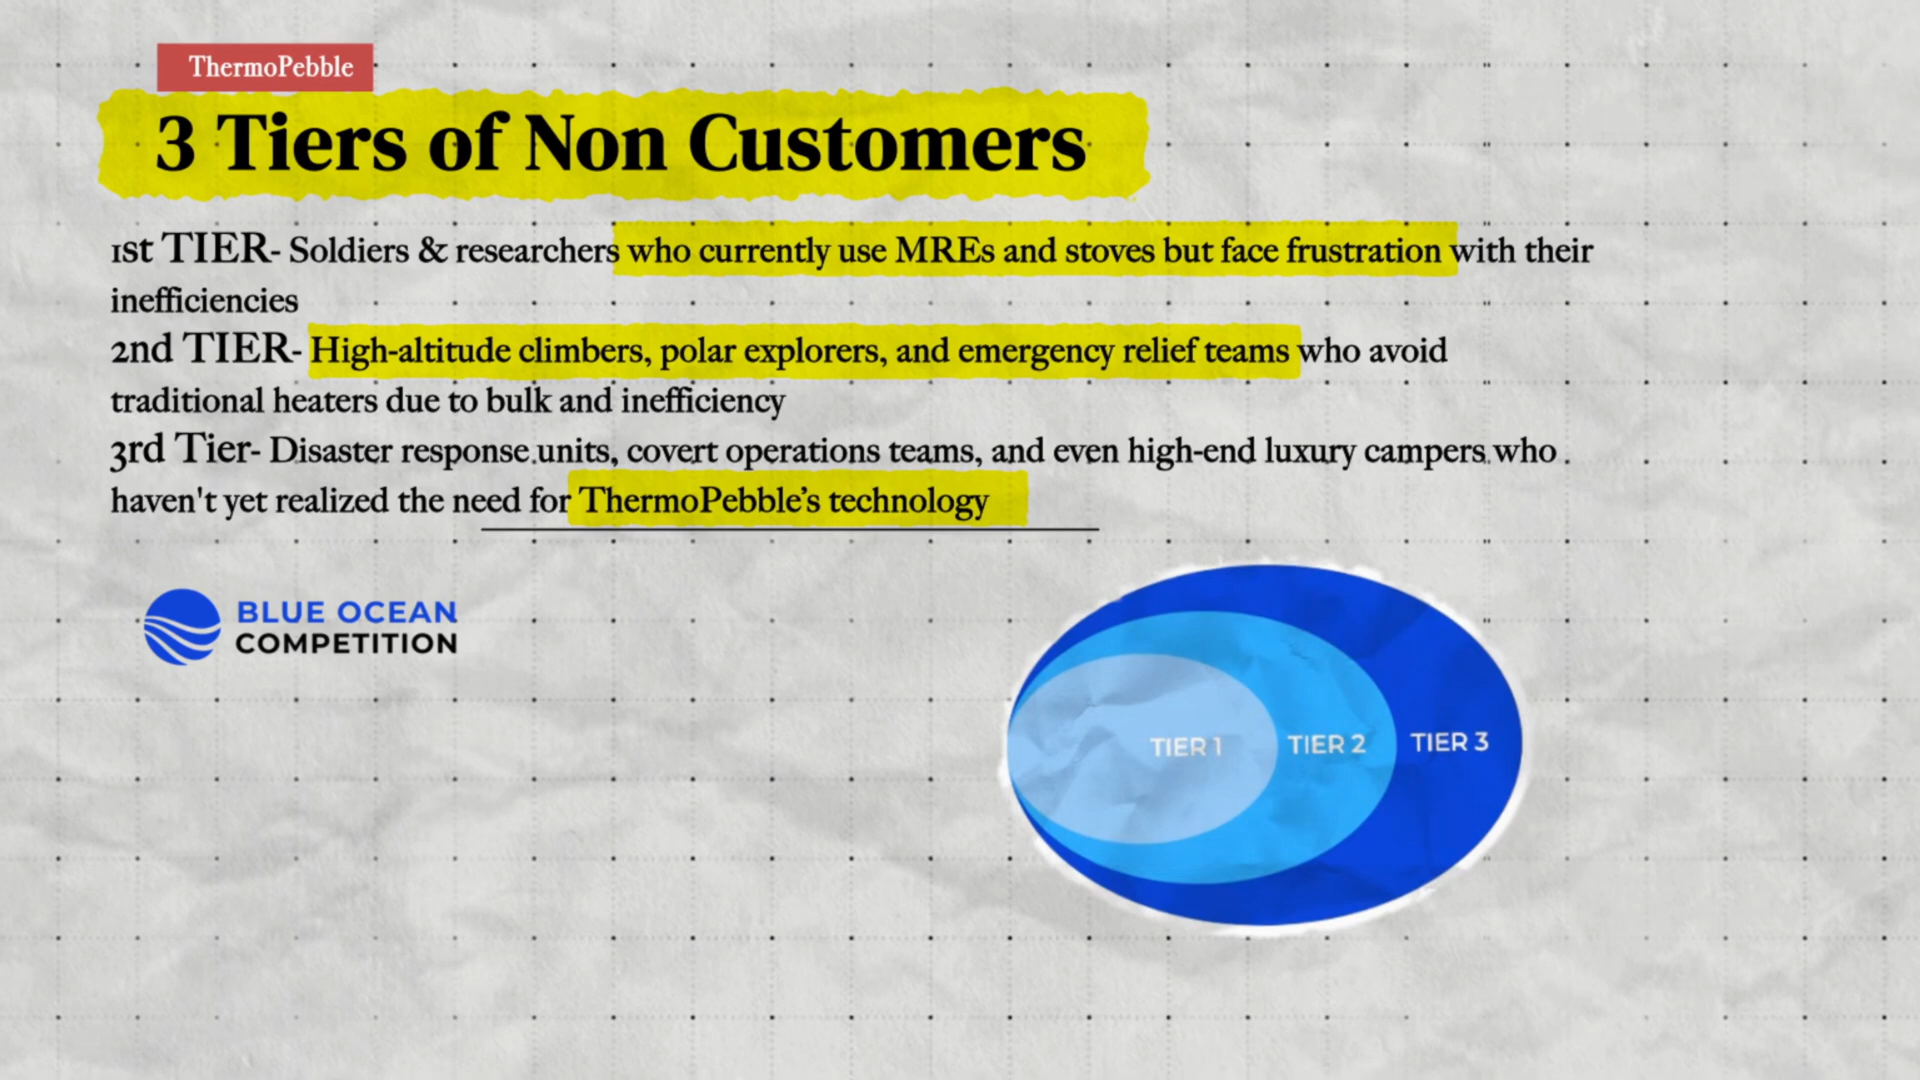 ThermoPebble
3 Tiers of Non Customers
1st TIER- Soldiers & researchers who currently use MREs and stoves but face frustration with their
inefficiencies
2nd TIER- High-altitude climbers, polar explorers, and emergency relief teams who avoid
traditional heaters due to bulk and inefficiency
3rd Tier- Disaster response units, covert operations teams, and even high-end luxury campers who
haven't yet realized the need for ThermoPebble’s technology
BLUE OCEAN
COMPETITION
TIER 1 TIER 2 TIER 3